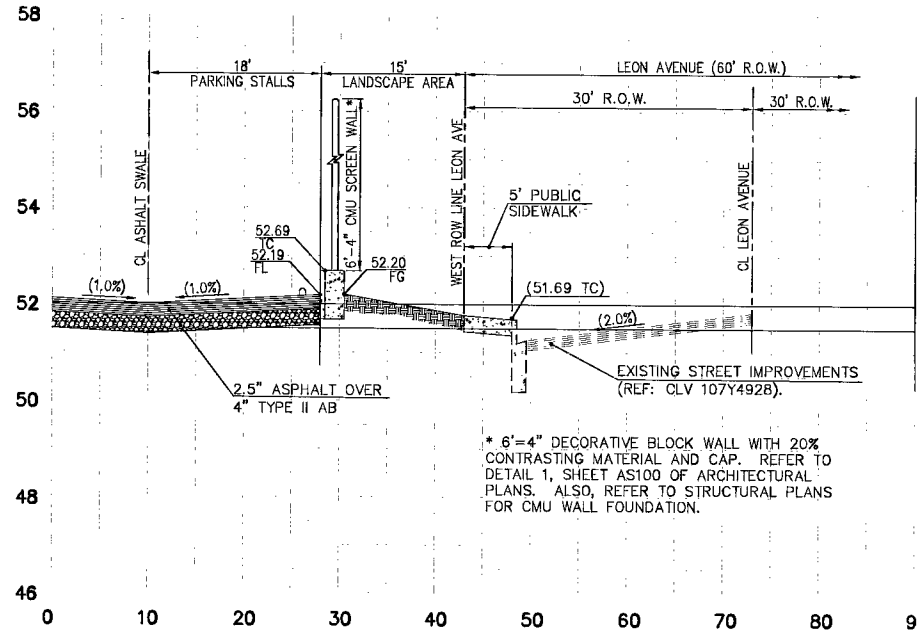 58
56
54
52
50
48
46
0
10
20
30
40
50
60
70
80
9
18'
PARKING STALLS
15'
LANDSCAPE AREA
LEON AVENUE (60' R.O.W.)
30' R.O.W.
30' R.O.W.
CL ASPHALT SWALE
6'-4" CMU SCREEN WALL*
WEST ROW LINE LEON AVE
CL LEON AVENUE
5' PUBLIC
SIDEWALK
52.69
TC
52.19
FL
52.20
FG
(51.69 TC)
(1.0%)
(1.0%)
(2.0%)
2.5" ASPHALT OVER
4" TYPE II AB
EXISTING STREET IMPROVEMENTS
(REF: CLV 107Y4928).
* 6'=4" DECORATIVE BLOCK WALL WITH 20%
CONTRASTING MATERIAL AND CAP. REFER TO
DETAIL 1, SHEET AS100 OF ARCHITECTURAL
PLANS. ALSO, REFER TO STRUCTURAL PLANS
FOR CMU WALL FOUNDATION.